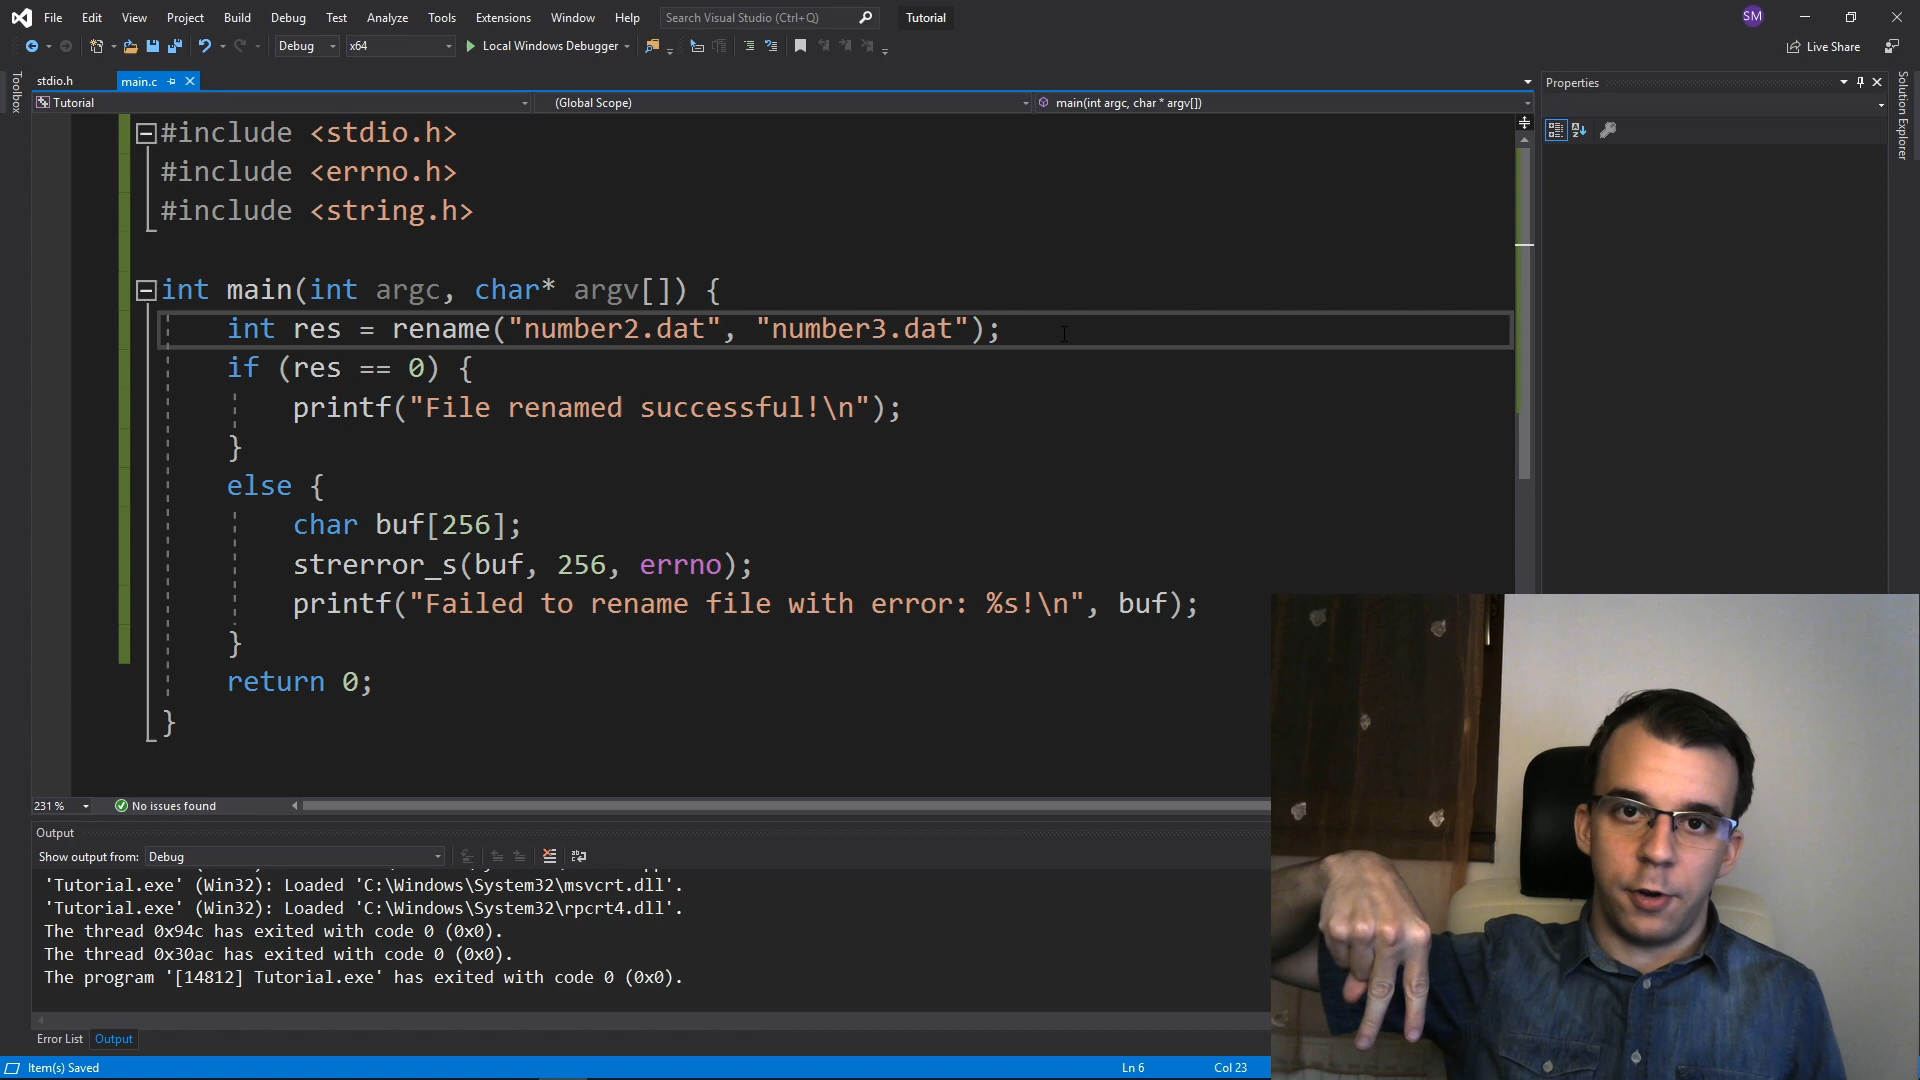 File Edit View Project Build Debug Test Analyze Tools Extensions Window Help Search Visual Studio (Ctrl+Q) Tutorial SM
Debug x64 Local Windows Debugger Live Share
Toolbox
stdio.h main.c
Tutorial (Global Scope) main(int argc, char * argv[])
#include <stdio.h>
#include <errno.h>
#include <string.h>
int main(int argc, char* argv[]) {
int res = rename("number2.dat", "number3.dat");
if (res == 0) {
printf("File renamed successful!\n");
}
else {
char buf[256];
strerror_s(buf, 256, errno);
printf("Failed to rename file with error: %s!\n", buf);
}
return 0;
}
Properties
Solution Explorer
231 % No issues found
Output
Show output from: Debug
'Tutorial.exe' (Win32): Loaded 'C:\Windows\System32\msvcrt.dll'.
'Tutorial.exe' (Win32): Loaded 'C:\Windows\System32\rpcrt4.dll'.
The thread 0x94c has exited with code 0 (0x0).
The thread 0x30ac has exited with code 0 (0x0).
The program '[14812] Tutorial.exe' has exited with code 0 (0x0).
Error List Output
Item(s) Saved Ln 6 Col 23